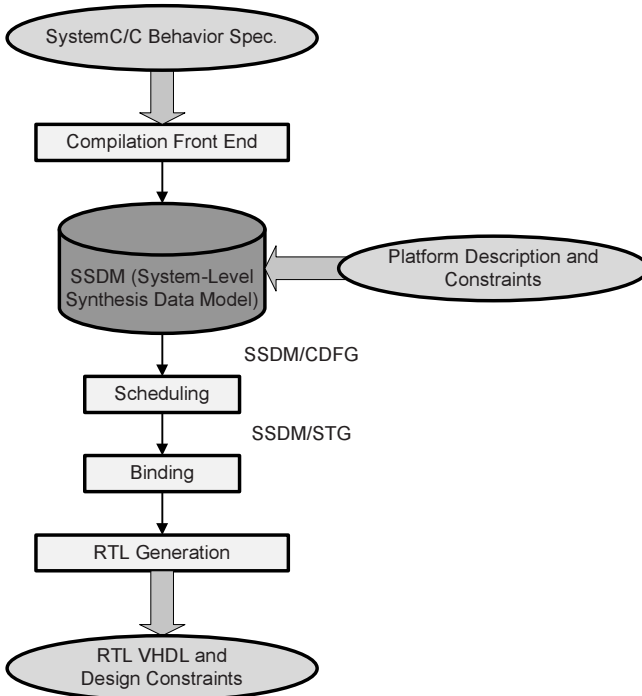 SystemC/C Behavior Spec.
Compilation Front End
SSDM (System-Level
Synthesis Data Model)
Platform Description and
Constraints
SSDM/CDFG
Scheduling
SSDM/STG
Binding
RTL Generation
RTL VHDL and
Design Constraints